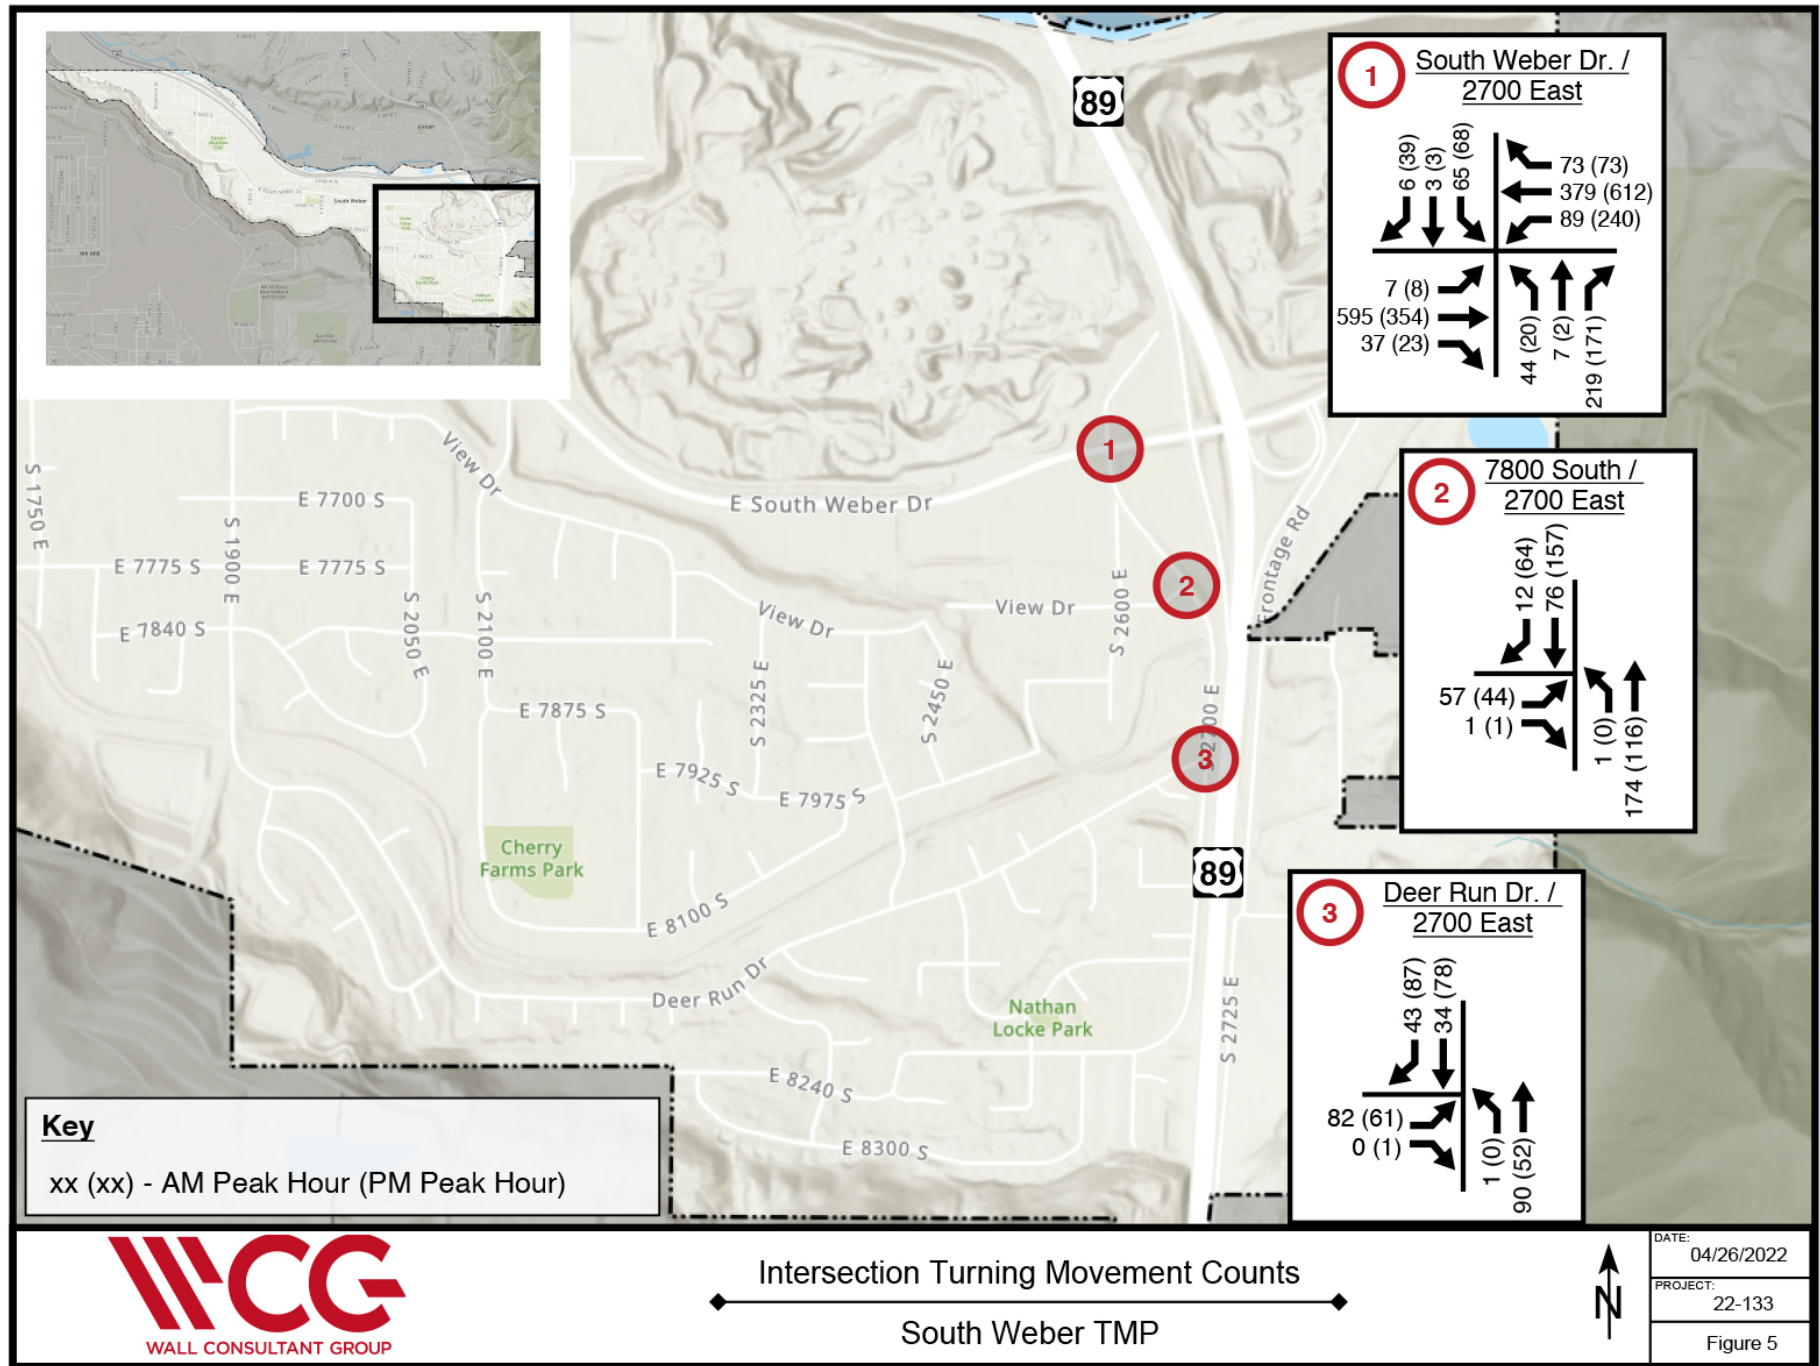 South Weber
89
1
South Weber Dr. /
2700 East
6 (39)
3 (3)
65 (68)
73 (73)
379 (612)
89 (240)
7 (8)
595 (354)
37 (23)
44 (20)
7 (2)
219 (171)
2
7800 South /
2700 East
12 (64)
76 (157)
57 (44)
1 (1)
1 (0)
174 (116)
3
Deer Run Dr. /
2700 East
43 (87)
34 (78)
82 (61)
0 (1)
1 (0)
90 (52)
View Dr
1
S 1750 E
E 7700 S
E South Weber Dr
S 1900 E
E 7775 S
E 7775 S
Frontage Rd
2
S 2050 E
S 2100 E
View Dr
View Dr
S 2600 E
E 7840 S
S 2325 E
S 2450 E
E 7875 S
S 2700 E
3
E 7925 S
E 7975 S
Cherry
Farms Park
89
E 8100 S
Deer Run Dr
Nathan
Locke Park
S 2725 E
E 8240 S
E 8300 S
Key
xx (xx) - AM Peak Hour (PM Peak Hour)
WCG
WALL CONSULTANT GROUP
Intersection Turning Movement Counts
South Weber TMP
N
DATE:
04/26/2022
PROJECT:
22-133
Figure 5